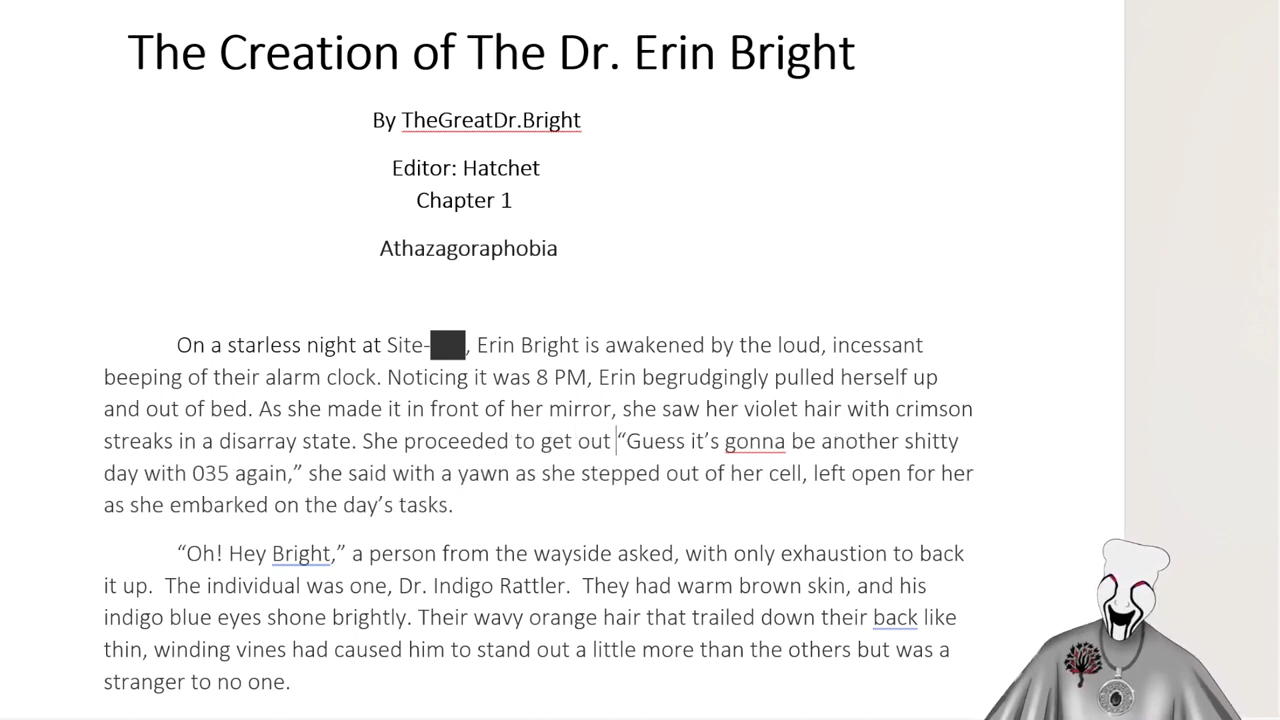 The Creation of The Dr. Erin Bright
By TheGreatDr.Bright
Editor: Hatchet
Chapter 1
Athazagoraphobia
On a starless night at Site-, Erin Bright is awakened by the loud, incessant
beeping of their alarm clock. Noticing it was 8 PM, Erin begrudgingly pulled herself up
and out of bed. As she made it in front of her mirror, she saw her violet hair with crimson
streaks in a disarray state. She proceeded to get out “Guess it’s gonna be another shitty
day with 035 again,” she said with a yawn as she stepped out of her cell, left open for her
as she embarked on the day’s tasks.
“Oh! Hey Bright,” a person from the wayside asked, with only exhaustion to back
it up.  The individual was one, Dr. Indigo Rattler.  They had warm brown skin, and his
indigo blue eyes shone brightly. Their wavy orange hair that trailed down their back like
thin, winding vines had caused him to stand out a little more than the others but was a
stranger to no one.